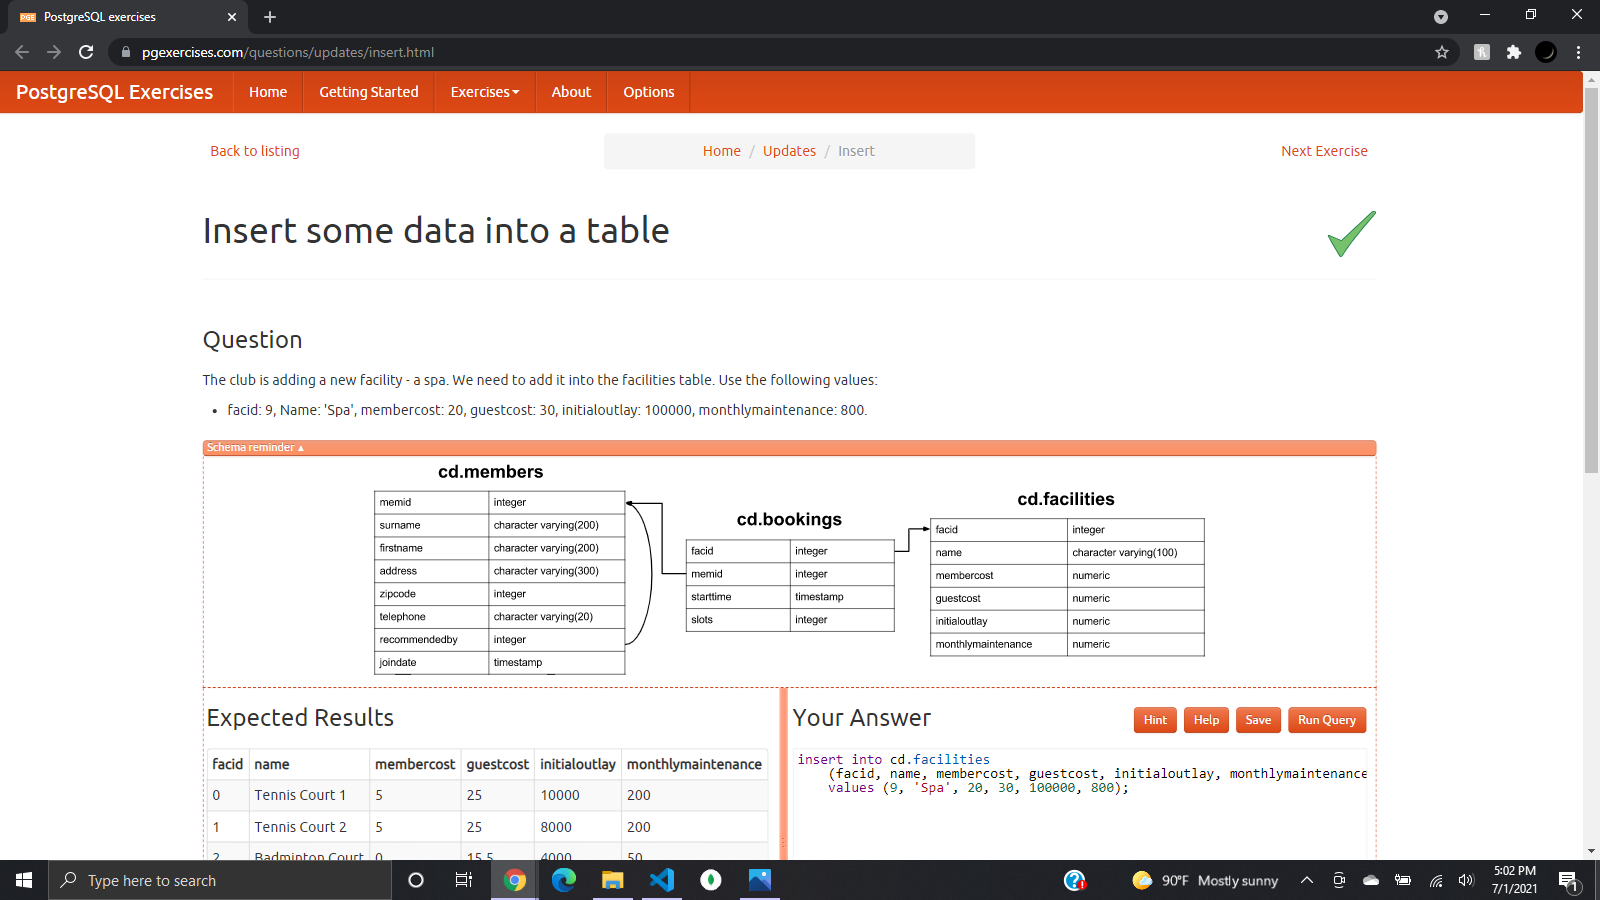 PostgreSQL exercises
pgexercises.com/questions/updates/insert.html
PostgreSQL Exercises Home Getting Started Exercises About Options
Back to listing Home / Updates / Insert Next Exercise
Insert some data into a table
Question
The club is adding a new facility - a spa. We need to add it into the facilities table. Use the following values:
• facid: 9, Name: 'Spa', membercost: 20, guestcost: 30, initialoutlay: 100000, monthlymaintenance: 800.
Schema reminder ▴
cd.members
memid integer
surname character varying(200)
firstname character varying(200)
address character varying(300)
zipcode integer
telephone character varying(20)
recommendedby integer
joindate timestamp
cd.bookings
facid integer
memid integer
starttime timestamp
slots integer
cd.facilities
facid integer
name character varying(100)
membercost numeric
guestcost numeric
initialoutlay numeric
monthlymaintenance numeric
Expected Results
facid name membercost guestcost initialoutlay monthlymaintenance
0 Tennis Court 1 5 25 10000 200
1 Tennis Court 2 5 25 8000 200
2 Badminton Court 0 15.5 4000 50
Your Answer Hint Help Save Run Query
insert into cd.facilities
(facid, name, membercost, guestcost, initialoutlay, monthlymaintenance
values (9, 'Spa', 20, 30, 100000, 800);
Type here to search
90°F Mostly sunny
5:02 PM
7/1/2021
1